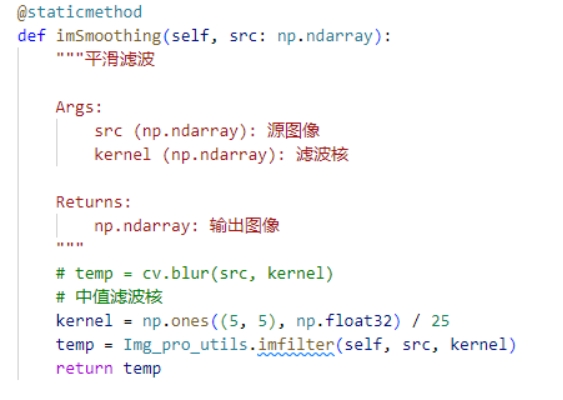 @staticmethod
def imSmoothing(self, src: np.ndarray):
"""平滑滤波
Args:
src (np.ndarray): 源图像
kernel (np.ndarray): 滤波核
Returns:
np.ndarray: 输出图像
"""
# temp = cv.blur(src, kernel)
# 中值滤波核
kernel = np.ones((5, 5), np.float32) / 25
temp = Img_pro_utils.imfilter(self, src, kernel)
return temp